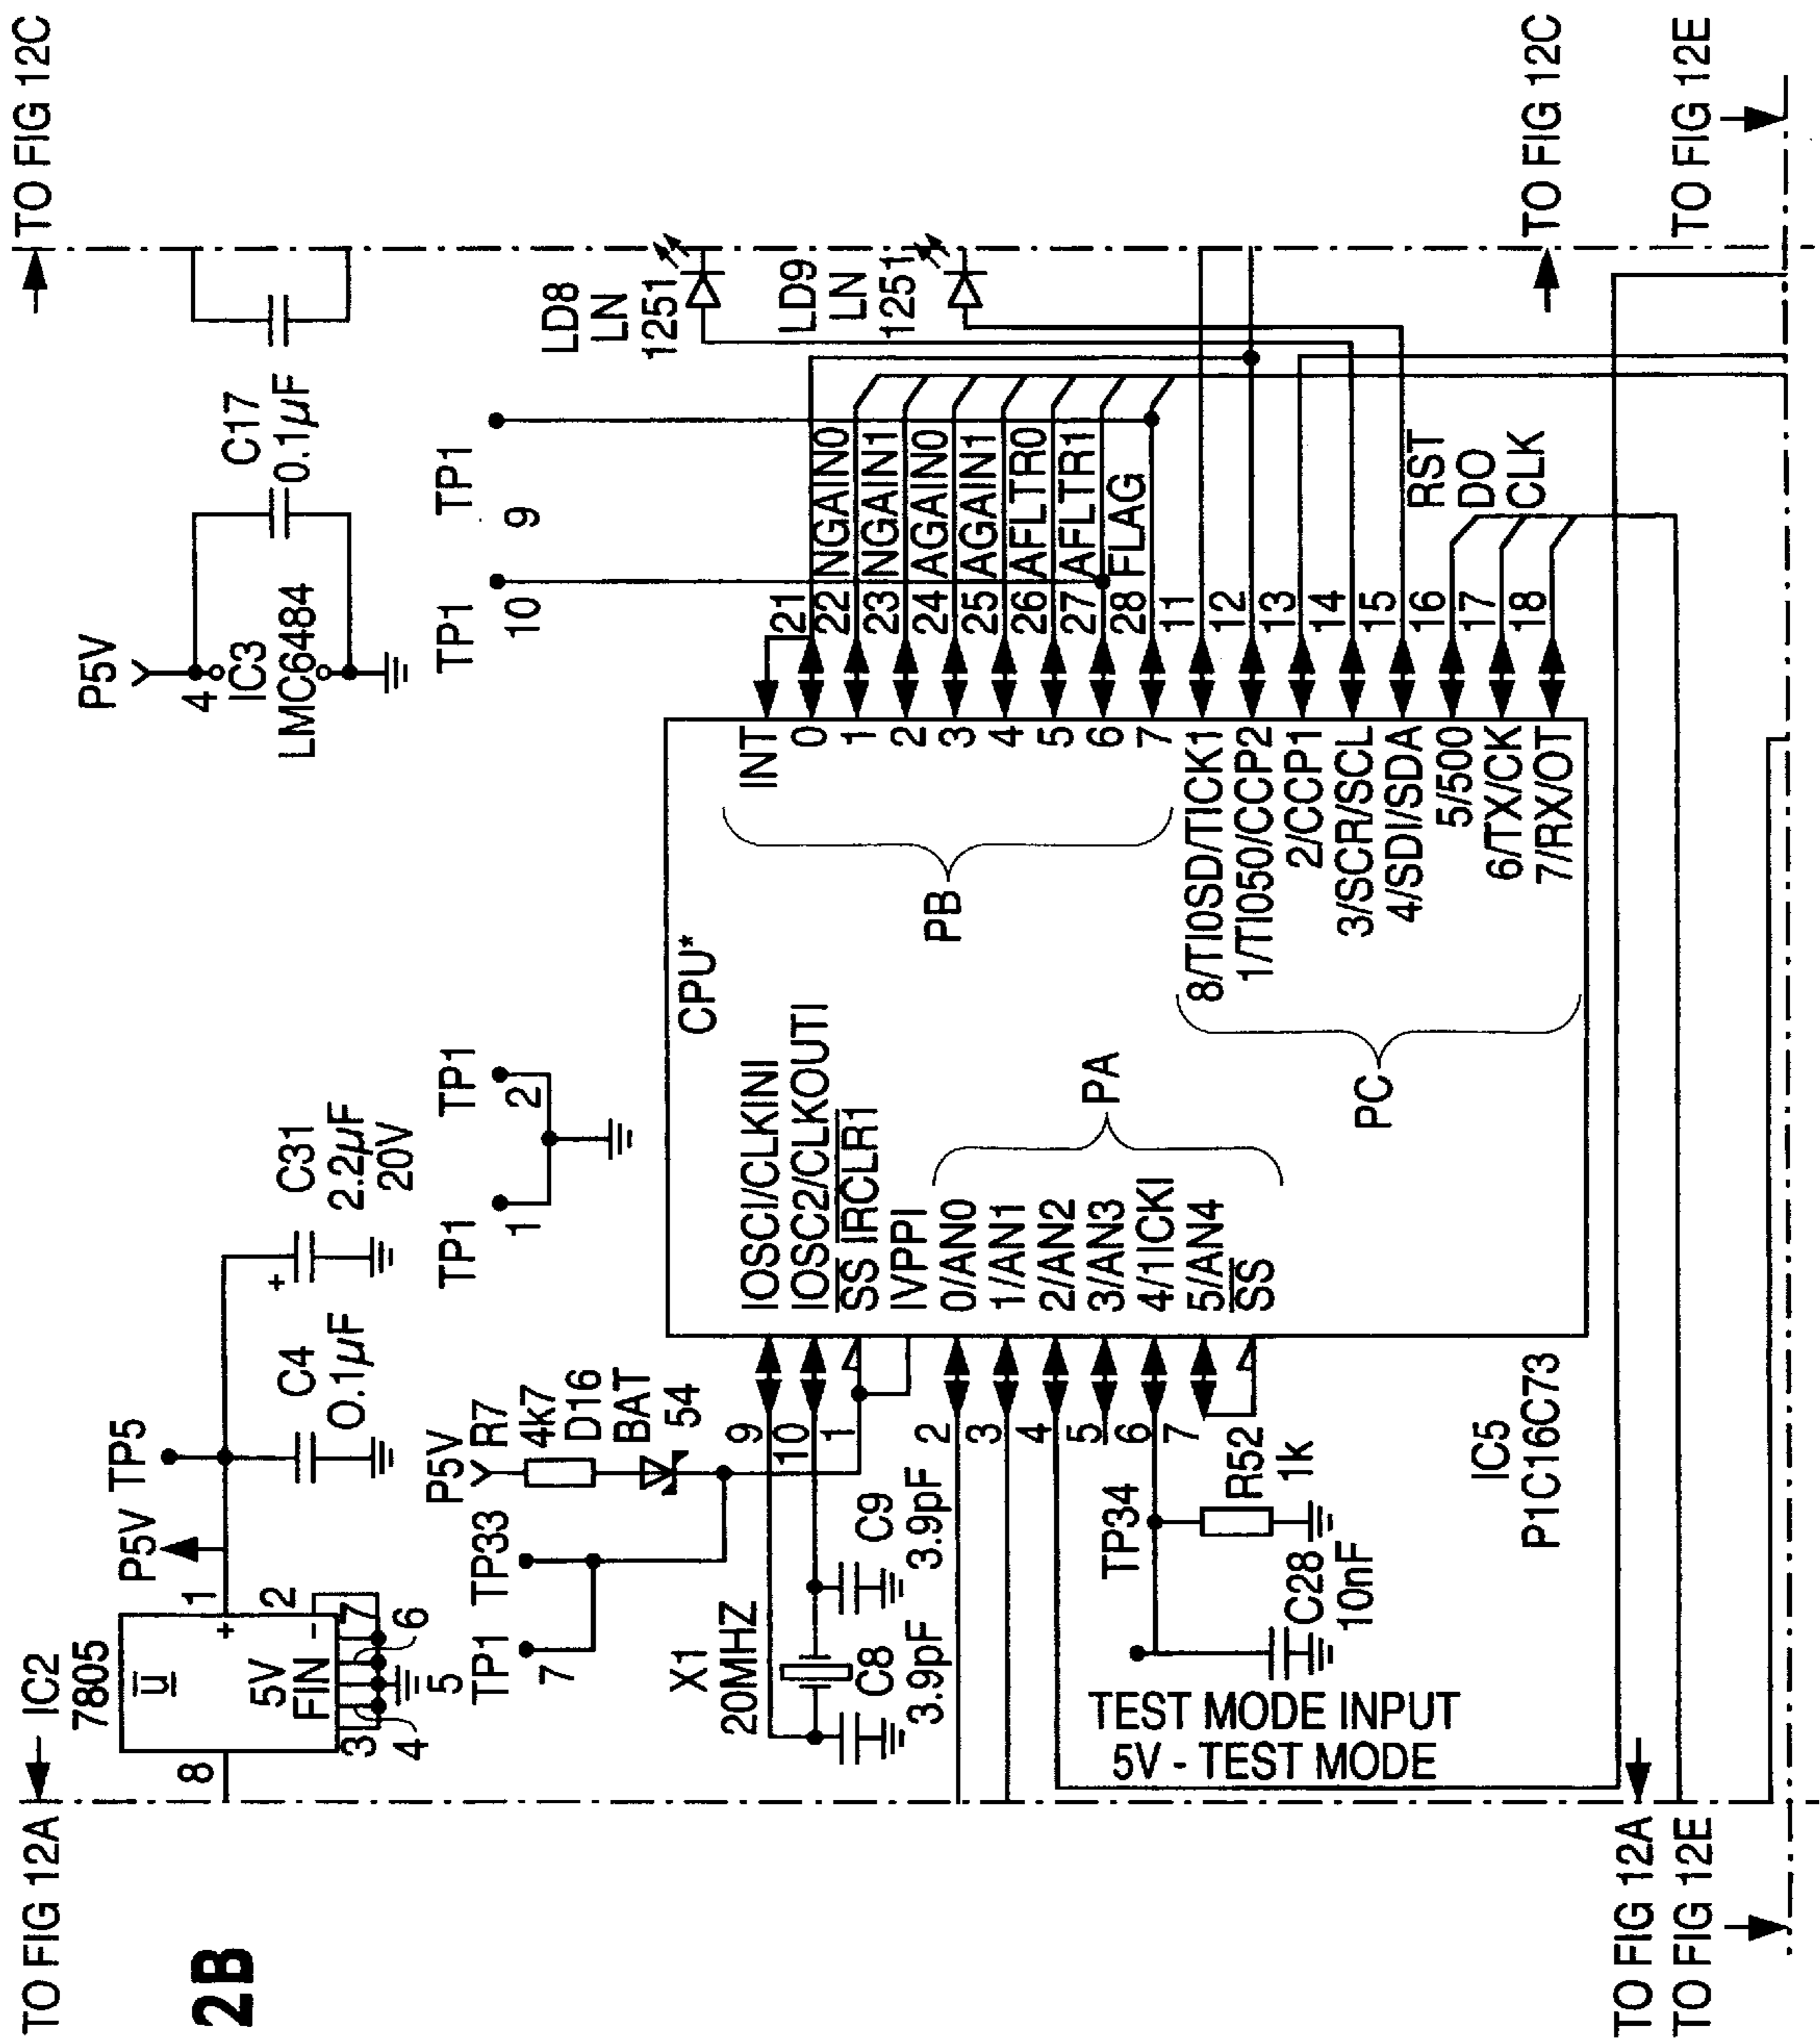 TO FIG 12A
TO FIG 12C
2B
IC2
7805
u
5V
FIN
+
-
8
1
2
3
4
5
6
7
P5V
TP5
C4
0.1µF
+
C31
2.2µF
20V
P5V
4
IC3
LMC6484
C17
0.1µF
TP1
7
TP33
P5V
R7
4k7
D16
BAT
54
TP1
1
TP1
2
TP1
10
TP1
9
LD8
LN
1251
LD9
LN
1251
X1
20MHZ
C8
3.9pF
C9
3.9pF
9
10
1
2
3
4
5
6
7
CPU*
IOSCI/CLKINI
IOSC2/CLKOUTI
SS IRCLR1
IVPPI
0/AN0
1/AN1
2/AN2
3/AN3
4/1ICKI
5/AN4
SS
PA
PB
PC
INT
0
1
2
3
4
5
6
7
8/TI0SD/TICK1
1/TI050/CCP2
2/CCP1
3/SCR/SCL
4/SDI/SDA
5/500
6/TX/CK
7/RX/OT
21
22 NGAIN0
23 NGAIN1
24 AGAIN0
25 AGAIN1
26 AFLTR0
27 AFLTR1
28 FLAG
11
12
13
14
15
16 RST
17 DO
18 CLK
TP34
R52
1k
C28
10nF
TEST MODE INPUT
5V - TEST MODE
IC5
P1C16C73
TO FIG 12A
TO FIG 12E
TO FIG 12C
TO FIG 12E